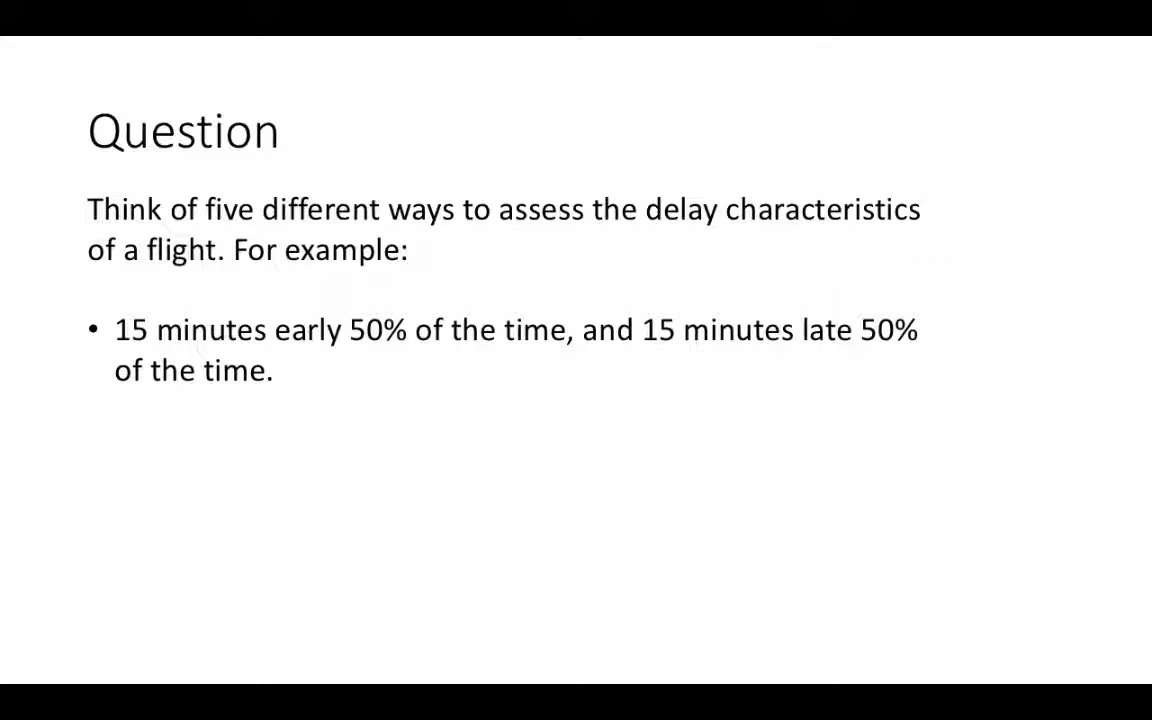 Question
Think of five different ways to assess the delay characteristics
of a flight. For example:
• 15 minutes early 50% of the time, and 15 minutes late 50%
of the time.